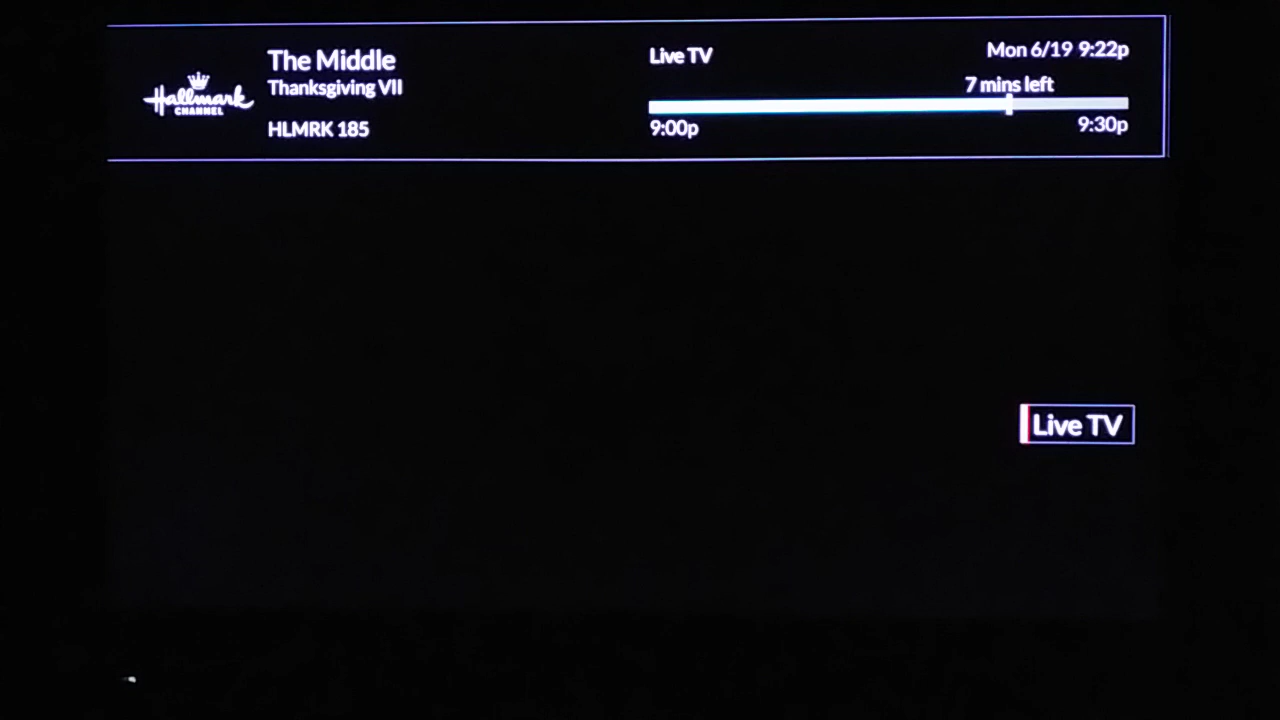 The Middle
Thanksgiving VII
Hallmark
CHANNEL
HLMRK 185
Live TV
Mon 6/19 9:22p
7 mins left
9:00p
9:30p
Live TV